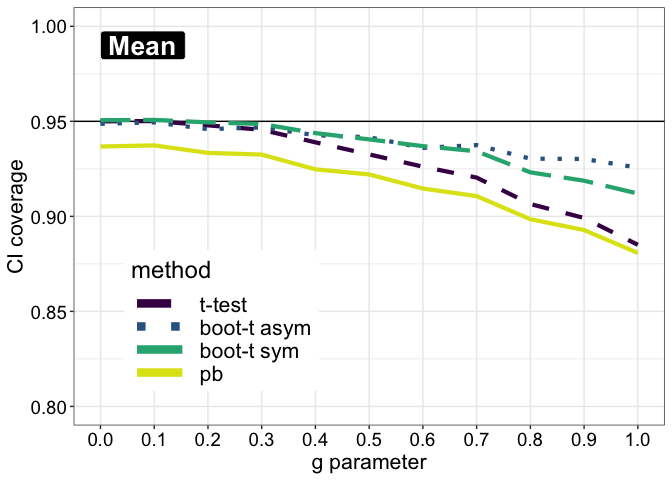 Mean
CI coverage
1.00
0.95
0.90
0.85
0.80
method
t-test
boot-t asym
boot-t sym
pb
0.0 0.1 0.2 0.3 0.4 0.5 0.6 0.7 0.8 0.9 1.0
g parameter